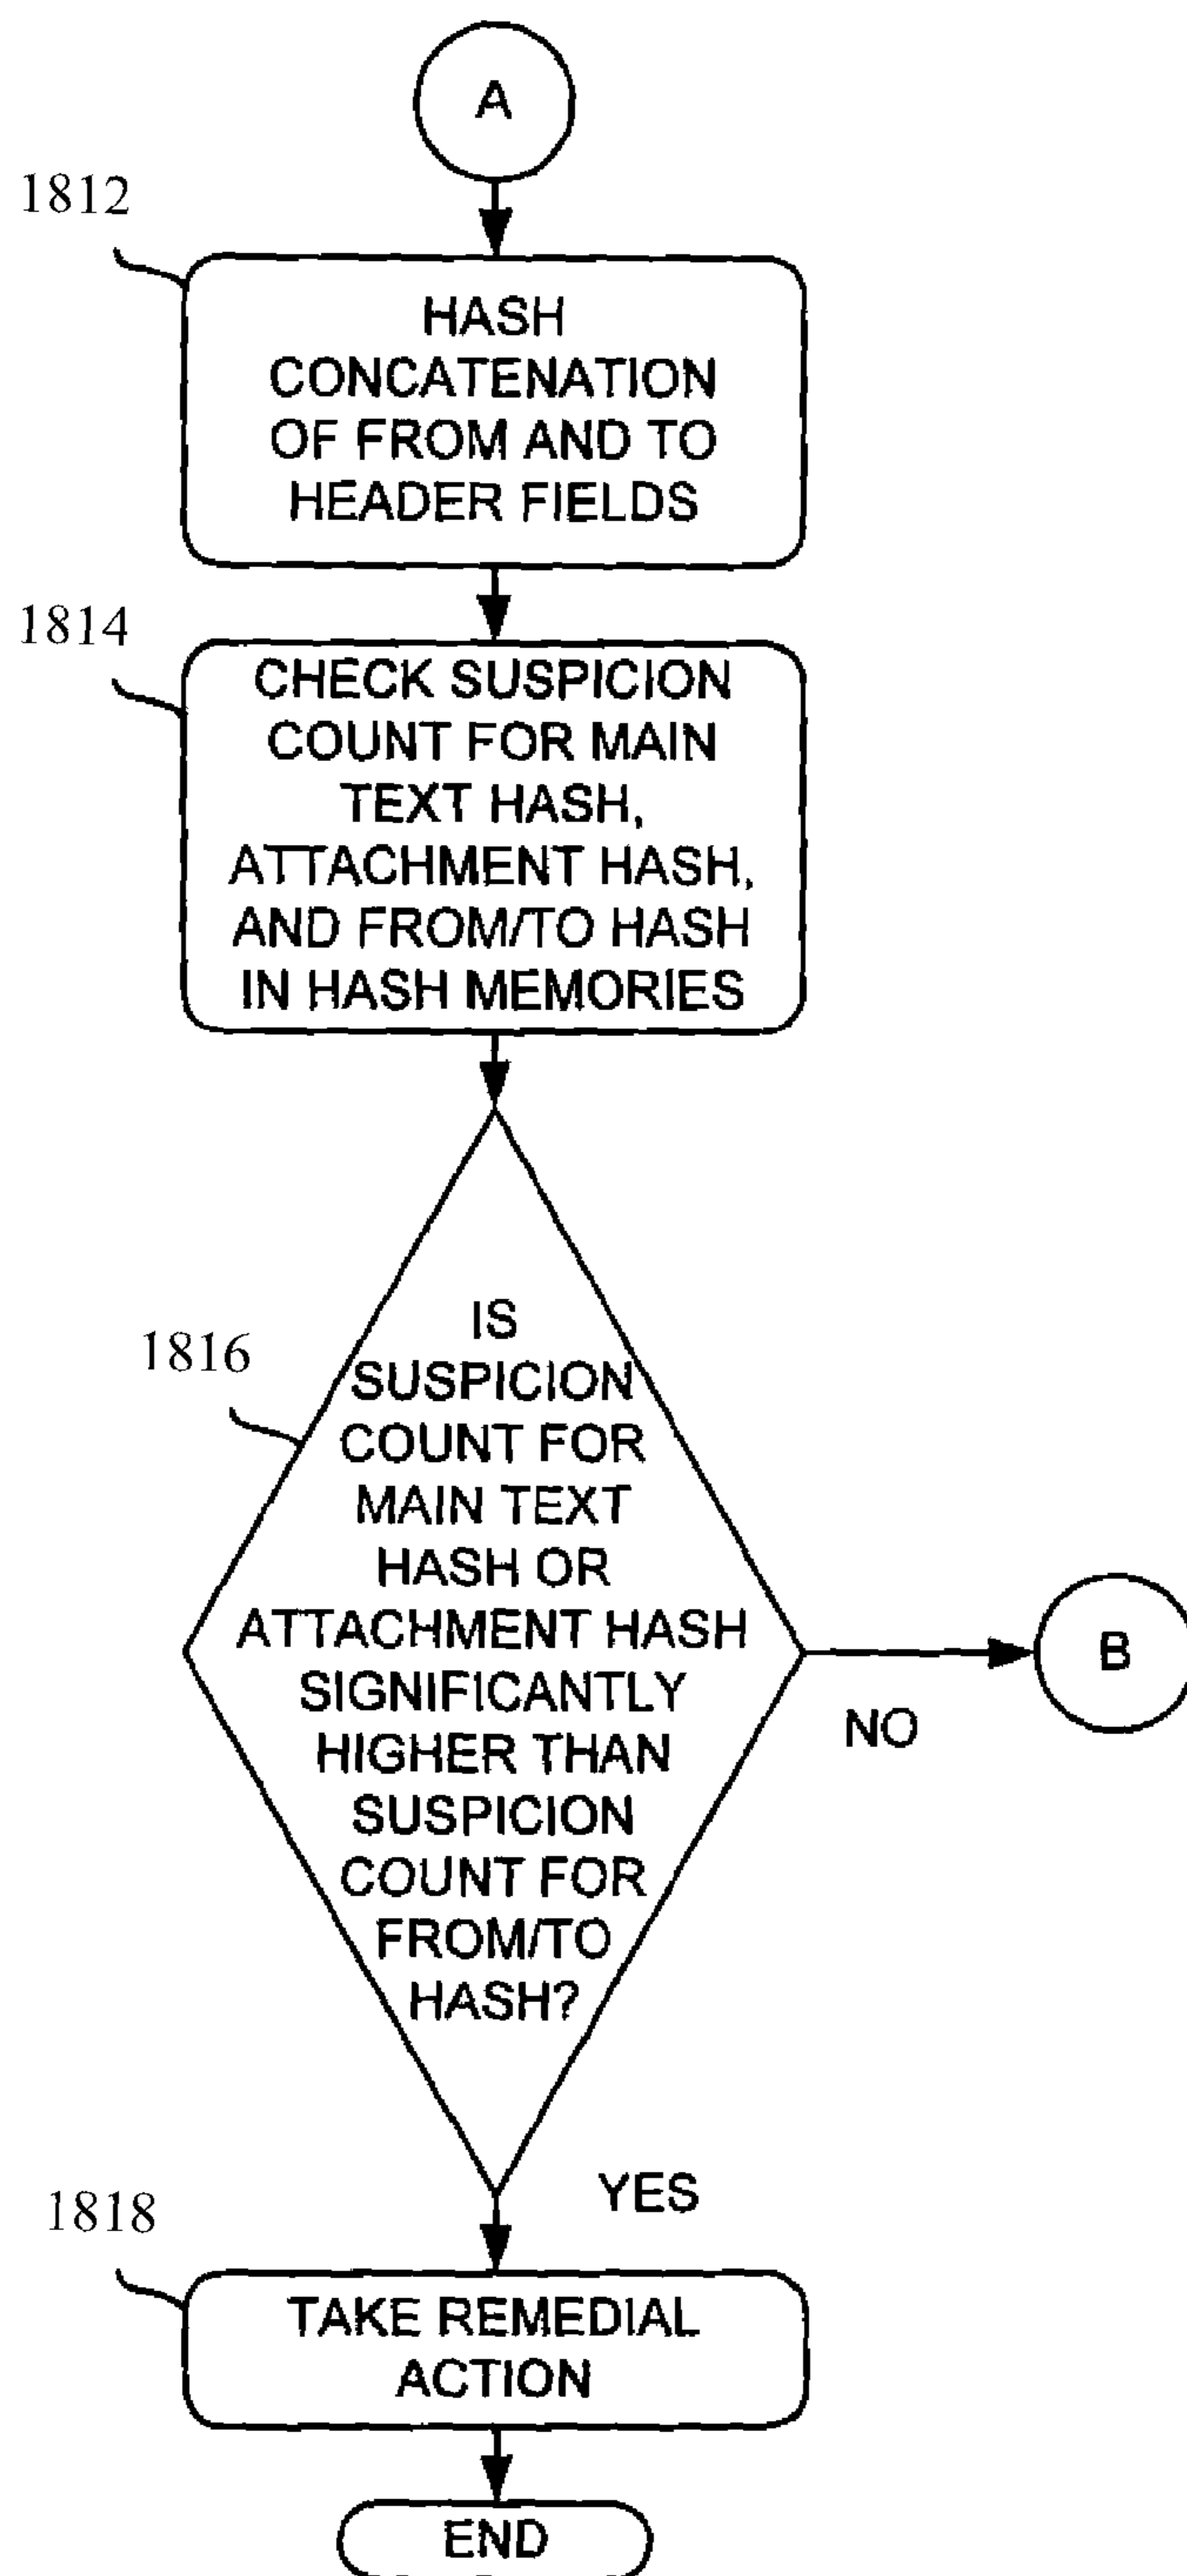 A
1812
HASH
CONCATENATION
OF FROM AND TO
HEADER FIELDS
1814
CHECK SUSPICION
COUNT FOR MAIN
TEXT HASH,
ATTACHMENT HASH,
AND FROM/TO HASH
IN HASH MEMORIES
1816
IS
SUSPICION
COUNT FOR
MAIN TEXT
HASH OR
ATTACHMENT HASH
SIGNIFICANTLY
HIGHER THAN
SUSPICION
COUNT FOR
FROM/TO
HASH?
NO
B
YES
1818
TAKE REMEDIAL
ACTION
END